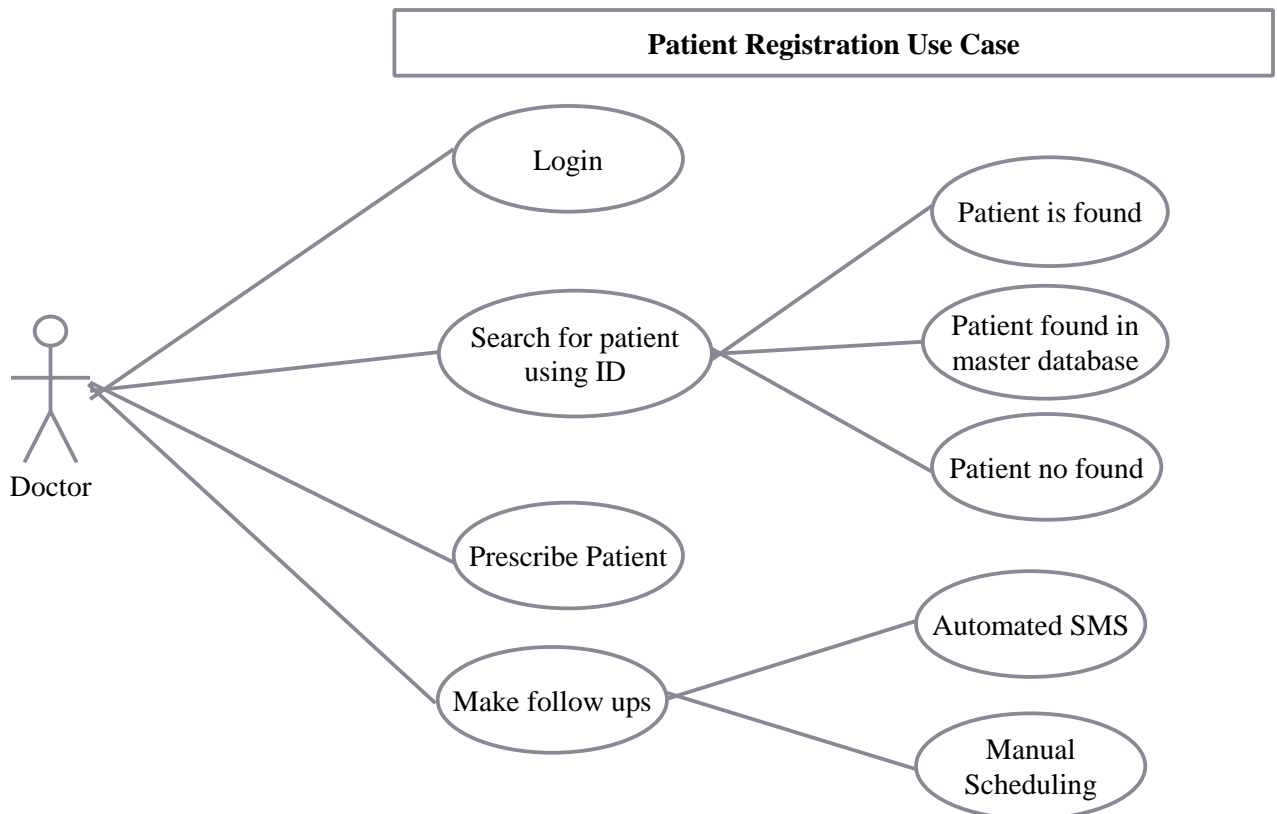 Patient Registration Use Case
Login
Patient is found
Search for patient
using ID
Patient found in
master database
Patient no found
Doctor
Prescribe Patient
Automated SMS
Make follow ups
Manual
Scheduling